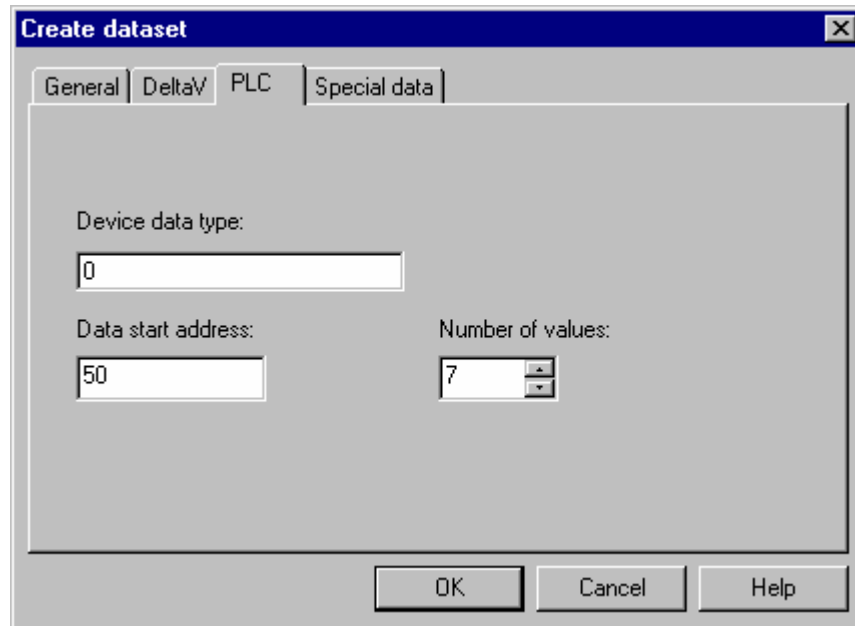 Create dataset
General DeltaV PLC Special data
Device data type:
0
Data start address: Number of values:
50 7
OK Cancel Help